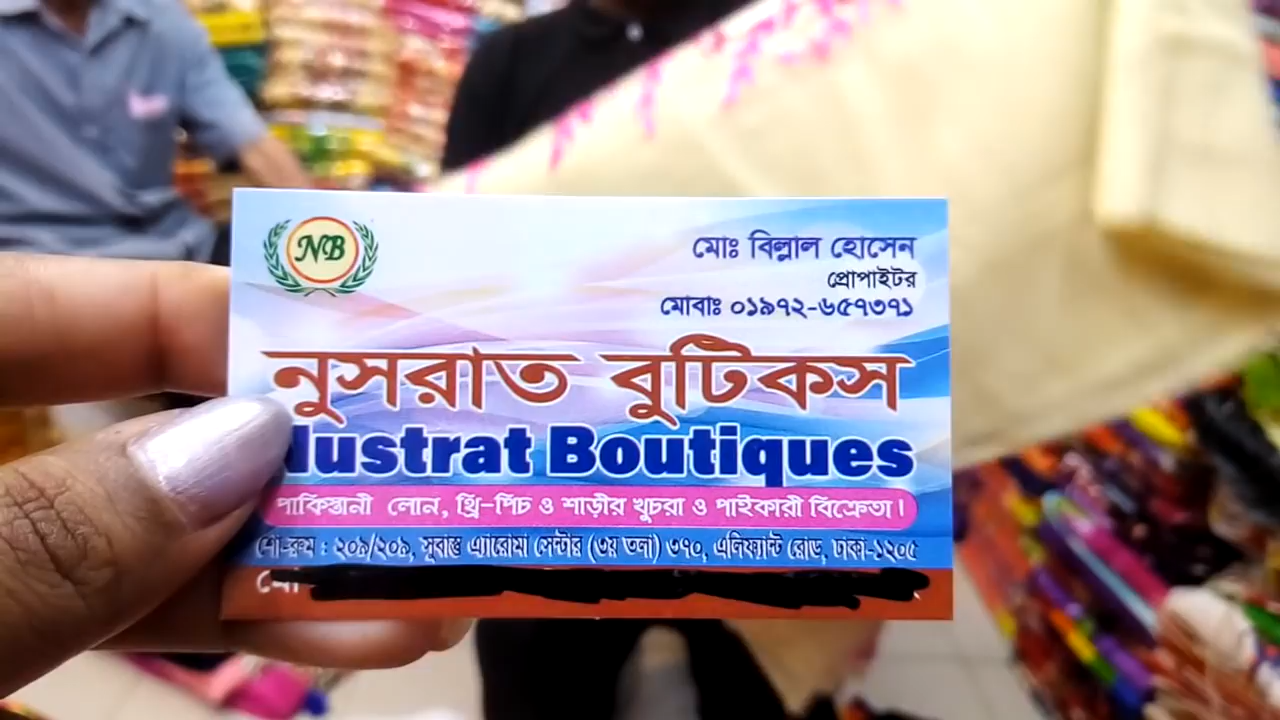 NB
মোঃ বিল্লাল হোসেন
প্রোপাইটর
মোবাঃ ০১৯৭২-৬৫৭৩৭১
নুসরাত বুটিকস
Nustrat Boutiques
পাকিস্তানী লোন, থ্রি-পিচ ও শাড়ীর খুচরা ও পাইকারী বিক্রেতা!
শো-রুম : ২০৯/২০৯, সুবাস্তু এ্যারোমা সেন্টার (৩য় তলা) ৩৭০, এলিফ্যান্ট রোড, ঢাকা-১২০৫